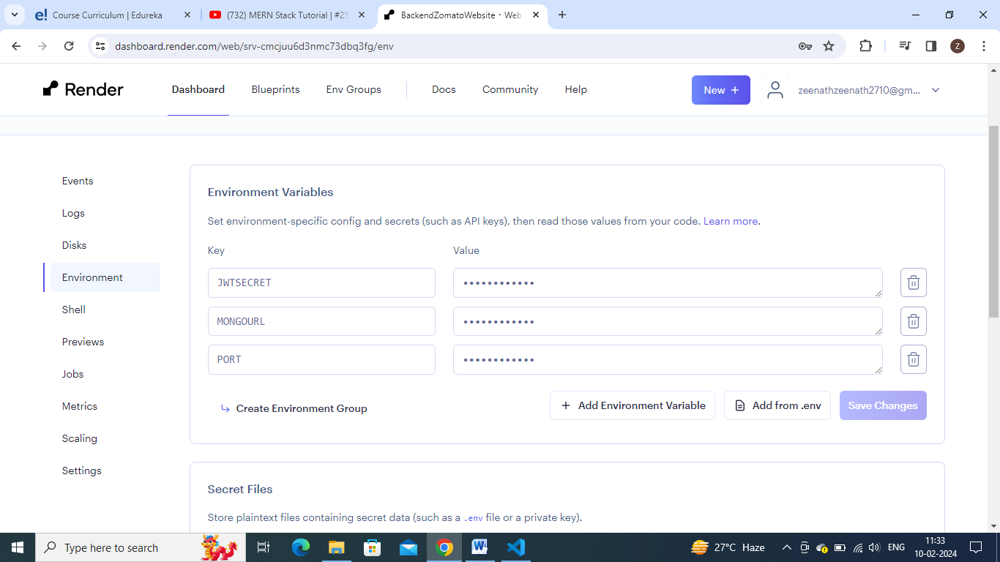 Course Curriculum | Edureka
(732) MERN Stack Tutorial | #25
BackendZomatoWebsite · Web
dashboard.render.com/web/srv-cmcjuu6d3nmc73dbq3fg/env
Z
Render
Dashboard
Blueprints
Env Groups
Docs
Community
Help
New +
zeenathzeenath2710@gm...
Events
Logs
Disks
Environment
Shell
Previews
Jobs
Metrics
Scaling
Settings
Environment Variables
Set environment-specific config and secrets (such as API keys), then read those values from your code. Learn more.
Key Value
JWTSECRET ••••••••••••
MONGOURL ••••••••••••
PORT ••••••••••••
Create Environment Group
+ Add Environment Variable
Add from .env
Save Changes
Secret Files
Store plaintext files containing secret data (such as a .env file or a private key).
Type here to search
27°C Haze
ENG
11:33
10-02-2024